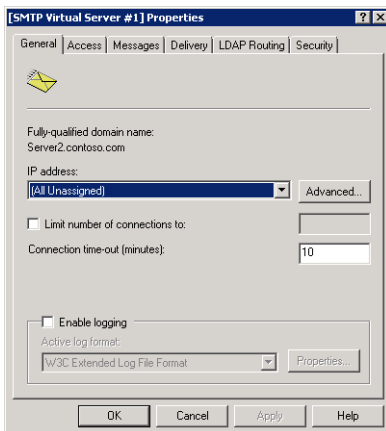 [SMTP Virtual Server #1] Properties
General Access Messages Delivery LDAP Routing Security
Fully-qualified domain name:
Server2.contoso.com
IP address:
(All Unassigned)
Advanced...
Limit number of connections to:
Connection time-out (minutes):
10
Enable logging
Active log format:
W3C Extended Log File Format
Properties...
OK Cancel Apply Help